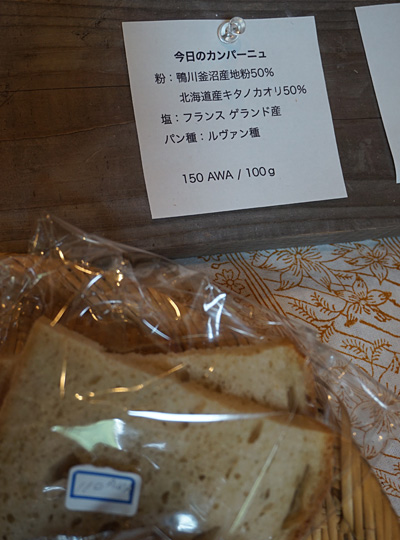 今日のカンパーニュ
粉：鴨川釜沼産地粉50%
北海道産キタノカオリ50%
塩：フランス ゲランド産
パン種：ルヴァン種
150 AWA / 100g